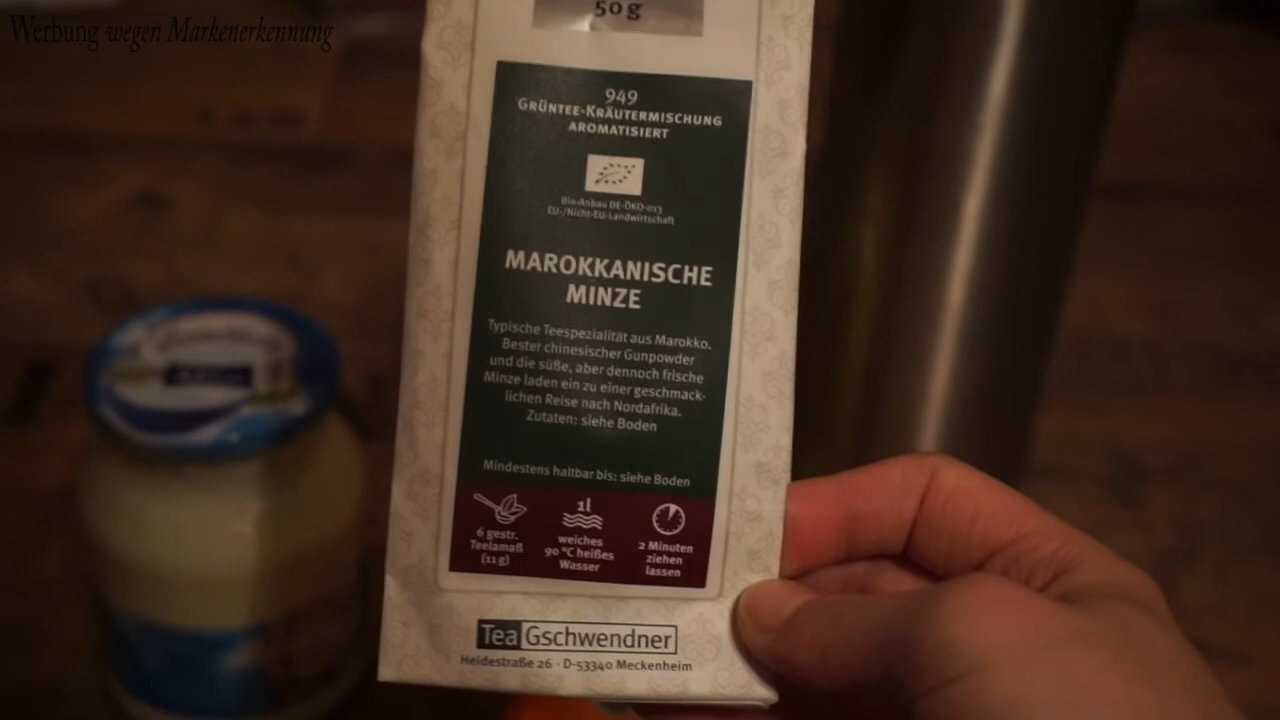 Werbung wegen Markenerkennung
50 g
949
Grüntee-Kräutermischung
aromatisiert
Bio-Anbau DE-ÖKO-013
EU-/Nicht-EU-Landwirtschaft
MAROKKANISCHE
MINZE
Typische Teespezialität aus Marokko.
Bester chinesischer Gunpowder
und die süße, aber dennoch frische
Minze laden ein zu einer geschmack-
lichen Reise nach Nordafrika.
Zutaten: siehe Boden
Mindestens haltbar bis: siehe Boden
6 gestr.
Teelamaß
(11 g)
1l
weiches
90 °C heißes
Wasser
2 Minuten
ziehen
lassen
Tea Gschwendner
Heidestraße 26 · D-53340 Meckenheim